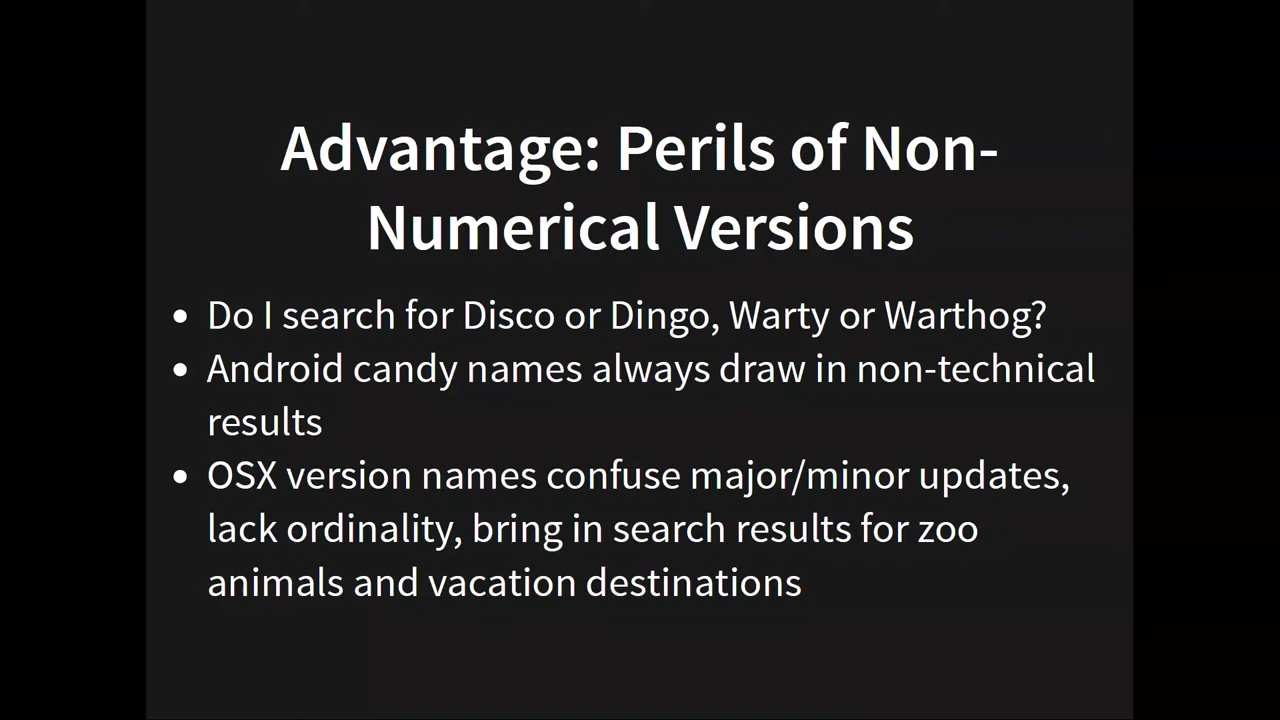 Advantage: Perils of Non-
Numerical Versions
• Do I search for Disco or Dingo, Warty or Warthog?
• Android candy names always draw in non-technical
results
• OSX version names confuse major/minor updates,
lack ordinality, bring in search results for zoo
animals and vacation destinations